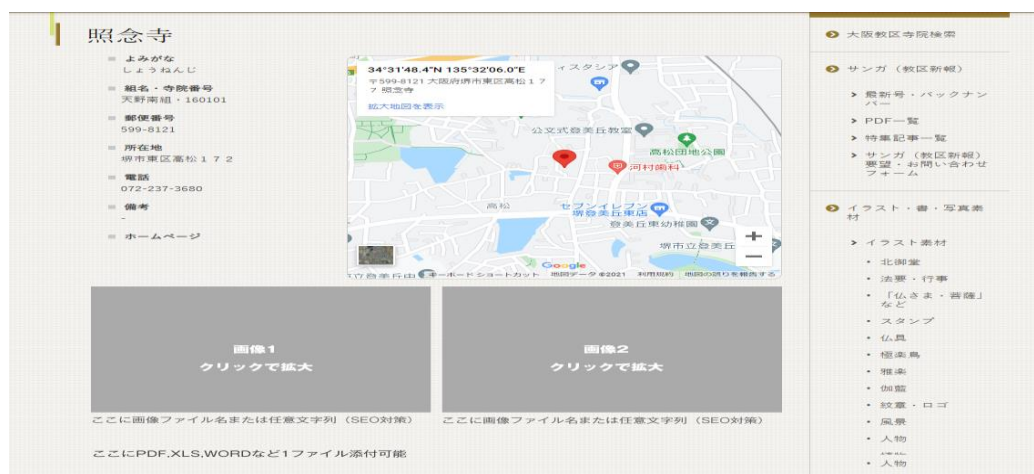 照念寺
よみがな
しょうねんじ
組名・寺院番号
天野南組・160101
郵便番号
599-8121
所在地
堺市東区高松１７２
電話
072-237-3680
備考
-
ホームページ
34°31'48.4"N 135°32'06.0"E
〒599-8121 大阪府堺市東区高松１７
７ 照念寺
拡大地図を表示
ィスタシア
公文式登美丘教室
高松団地公園
河村歯科
高松
セブンイレブン
堺登美丘東店
登美丘東幼稚園
堺市立登美丘
立登美丘中
Google
キーボード ショートカット
地図データ ©2021
利用規約
地図の誤りを報告する
画像1
クリックで拡大
画像2
クリックで拡大
ここに画像ファイル名または任意文字列（SEO対策）
ここに画像ファイル名または任意文字列（SEO対策）
ここにPDF,XLS,WORDなど1ファイル添付可能
大阪教区寺院検索
サンガ（教区新報）
最新号・バックナン
バー
PDF一覧
特集記事一覧
サンガ（教区新報）
要望・お問い合わせ
フォーム
イラスト・書・写真素
材
イラスト素材
北御堂
法要・行事
「仏さま・菩薩」
など
スタンプ
仏具
極楽鳥
雅楽
伽藍
紋章・ロゴ
風景
人物
人物